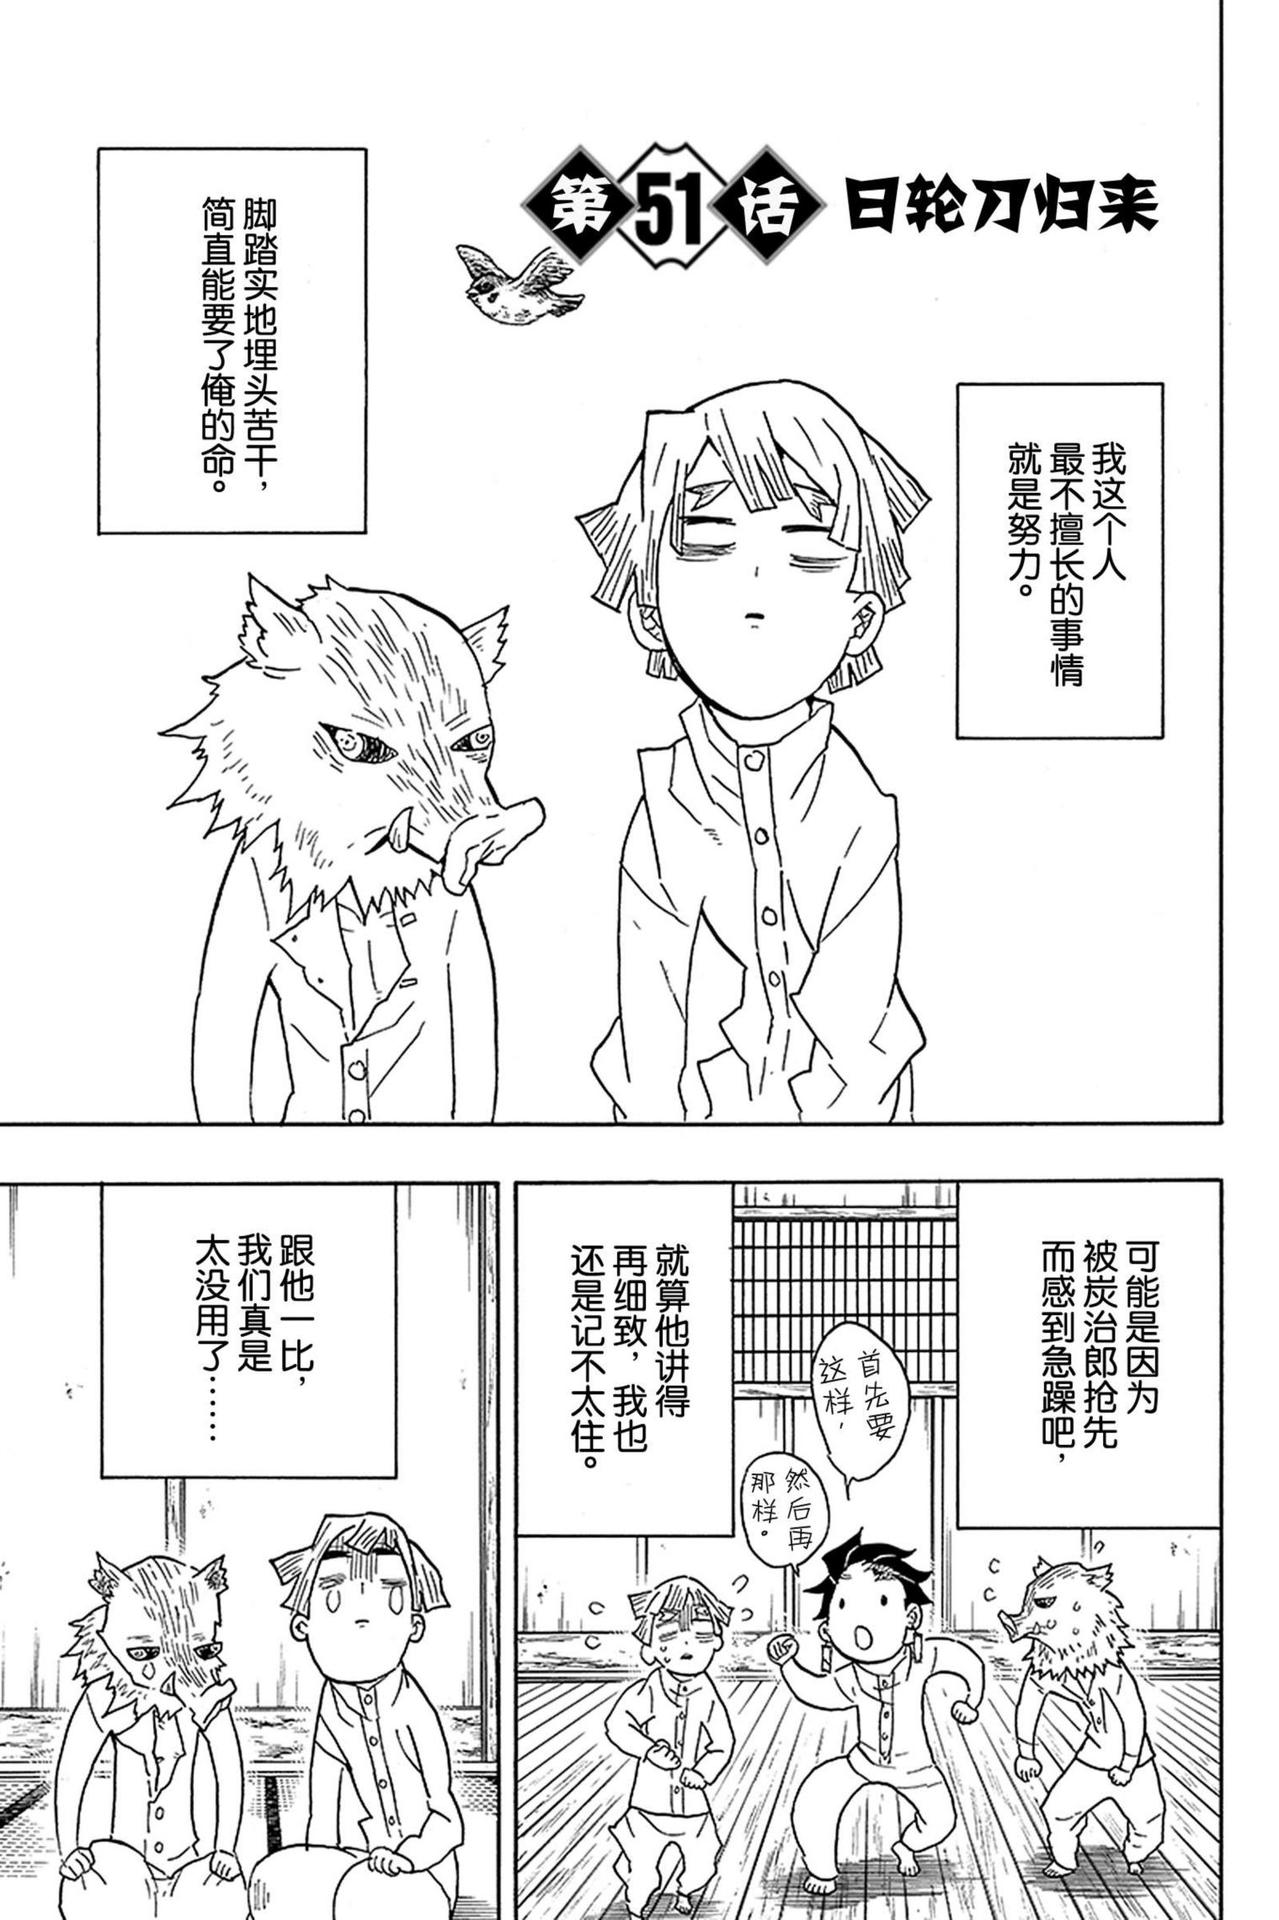 第51话 日轮刀归来
我这个人
最不擅长的事情
就是努力。
脚踏实地埋头苦干，
简直能要了俺的命。
可能是因为
被炭治郎抢先
而感到急躁吧，
首先要
这样，
然后再
那样。
就算他讲得
再细致，我也
还是记不太住。
跟他一比，
我们真是
太没用了……